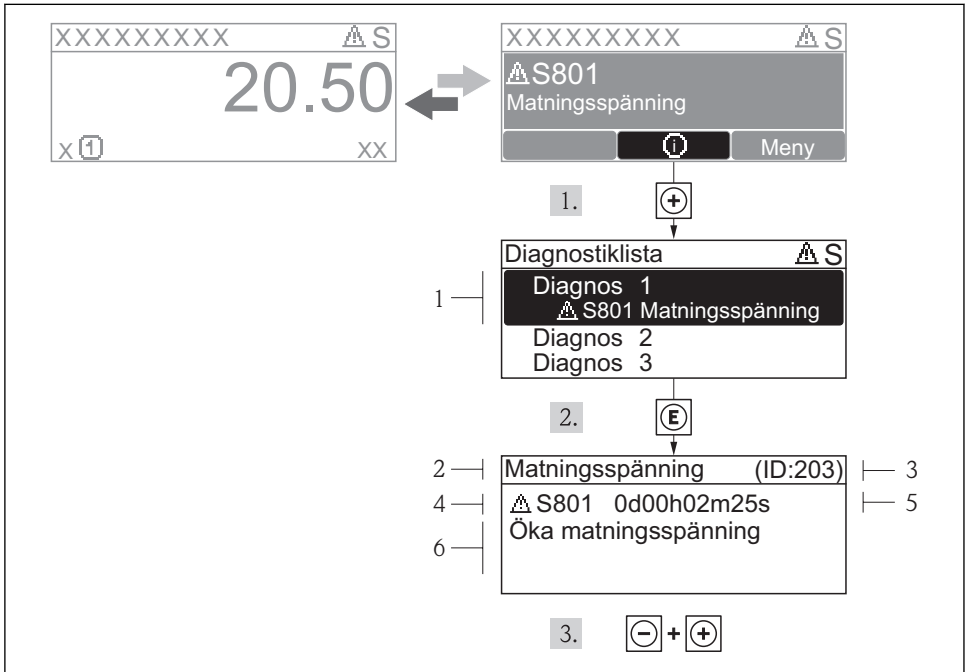 XXXXXXXXX ⚠S
20.50
X ① XX
XXXXXXXXX ⚠S
⚠S801
Matningsspänning
ⓘ Meny
1. +
Diagnostiklista ⚠ S
1
Diagnos 1
⚠ S801 Matningsspänning
Diagnos 2
Diagnos 3
2. E
2 Matningsspänning (ID:203) 3
4 ⚠ S801 0d00h02m25s 5
6 Öka matningsspänning
3. - + +